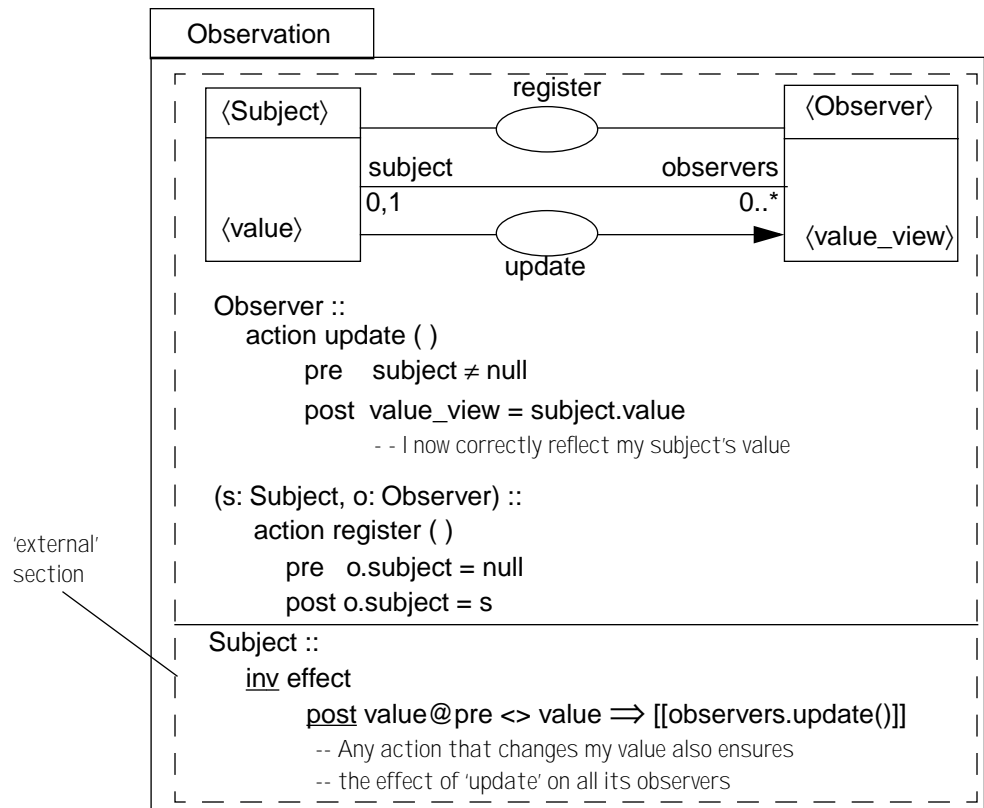 Observation
register
⟨Subject⟩
⟨Observer⟩
subject
observers
0,1
0..*
⟨value⟩
⟨value_view⟩
update
Observer ::
action update ( )
pre subject ≠ null
post value_view = subject.value
- - I now correctly reflect my subject's value
(s: Subject, o: Observer) ::
action register ( )
pre o.subject = null
post o.subject = s
'external'
section
Subject ::
inv effect
post value@pre <> value ⟹ [[observers.update()]]
-- Any action that changes my value also ensures
-- the effect of 'update' on all its observers